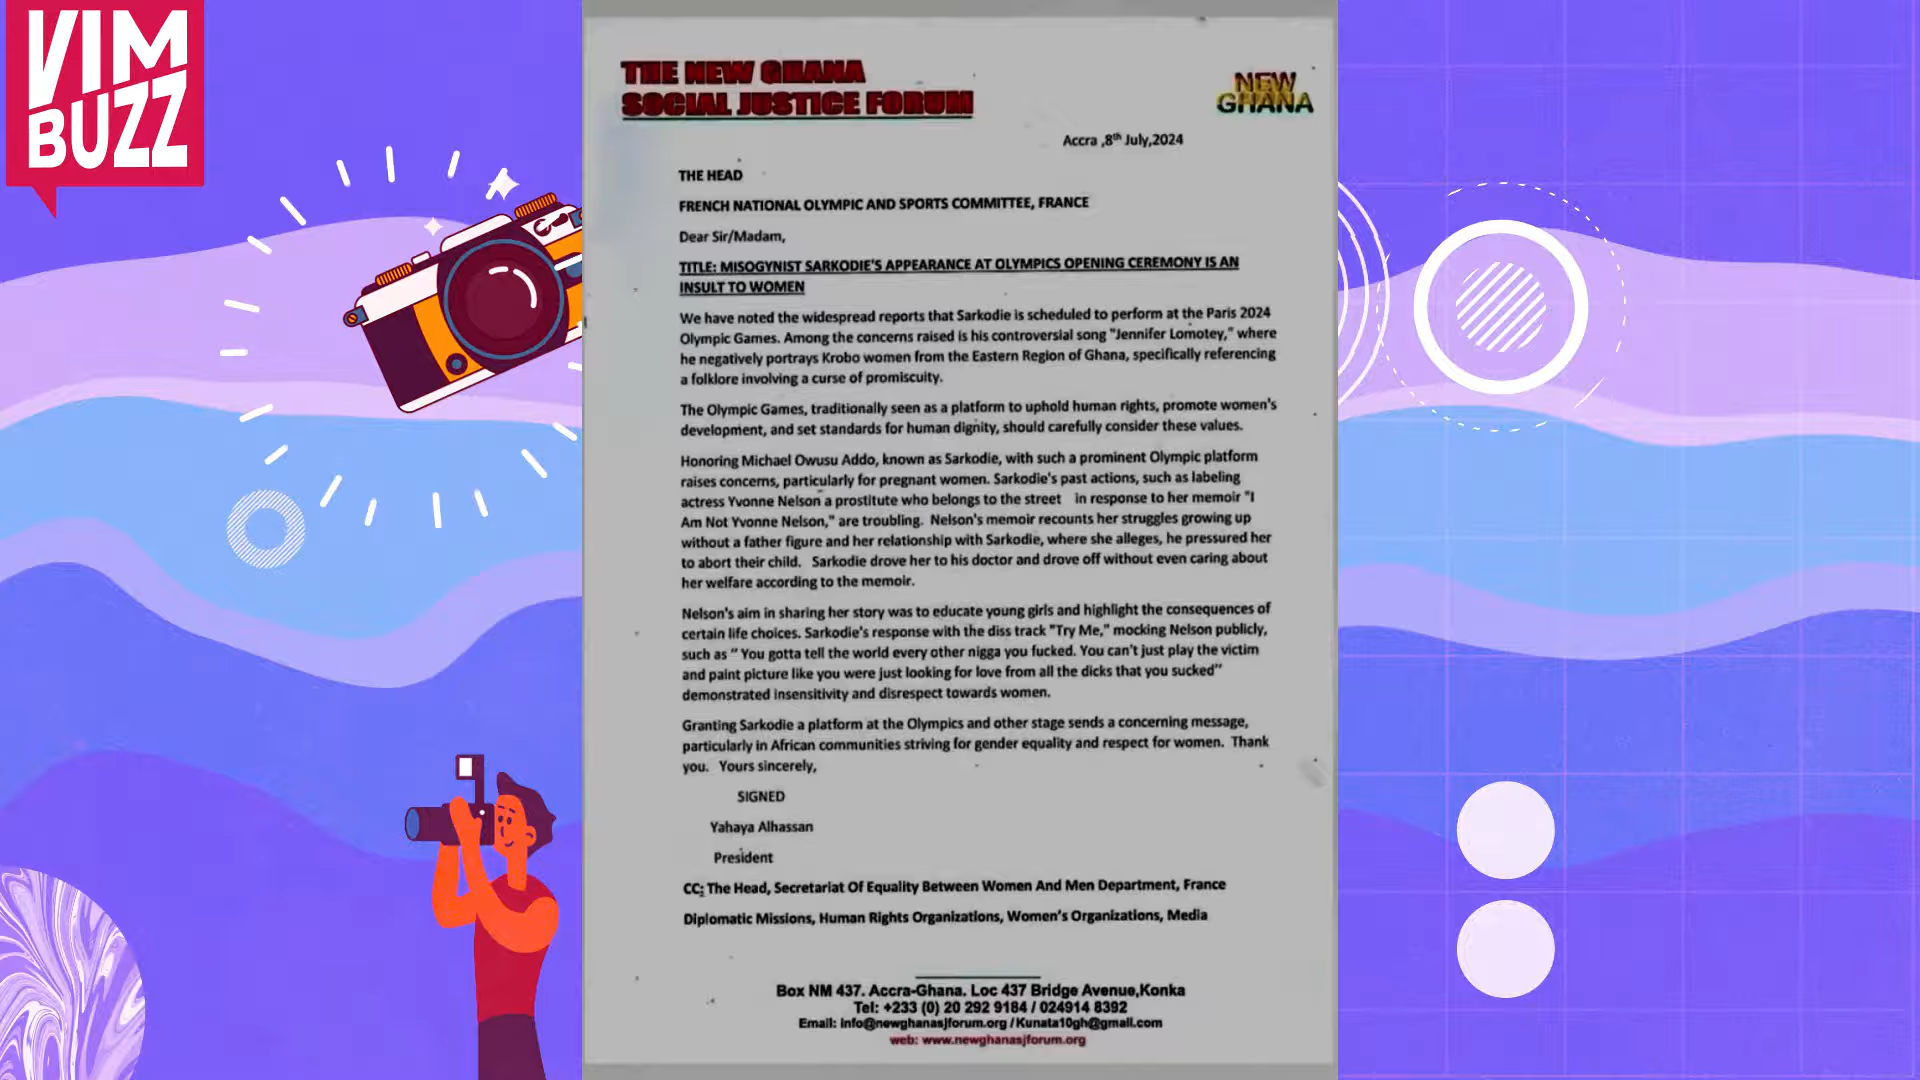 VIM
BUZZ
THE NEW GHANA
SOCIAL JUSTICE FORUM
NEW
GHANA
Accra ,8th July,2024
THE HEAD
FRENCH NATIONAL OLYMPIC AND SPORTS COMMITTEE, FRANCE
Dear Sir/Madam,
TITLE: MISOGYNIST SARKODIE'S APPEARANCE AT OLYMPICS OPENING CEREMONY IS AN
INSULT TO WOMEN
We have noted the widespread reports that Sarkodie is scheduled to perform at the Paris 2024
Olympic Games. Among the concerns raised is his controversial song "Jennifer Lomotey," where
he negatively portrays Krobo women from the Eastern Region of Ghana, specifically referencing
a folklore involving a curse of promiscuity.
The Olympic Games, traditionally seen as a platform to uphold human rights, promote women's
development, and set standards for human dignity, should carefully consider these values.
Honoring Michael Owusu Addo, known as Sarkodie, with such a prominent Olympic platform
raises concerns, particularly for pregnant women. Sarkodie's past actions, such as labeling
actress Yvonne Nelson a prostitute who belongs to the street in response to her memoir "I
Am Not Yvonne Nelson," are troubling. Nelson's memoir recounts her struggles growing up
without a father figure and her relationship with Sarkodie, where she alleges, he pressured her
to abort their child. Sarkodie drove her to his doctor and drove off without even caring about
her welfare according to the memoir.
Nelson's aim in sharing her story was to educate young girls and highlight the consequences of
certain life choices. Sarkodie's response with the diss track "Try Me," mocking Nelson publicly,
such as " You gotta tell the world every other nigga you fucked. You can't just play the victim
and paint picture like you were just looking for love from all the dicks that you sucked"
demonstrated insensitivity and disrespect towards women.
Granting Sarkodie a platform at the Olympics and other stage sends a concerning message,
particularly in African communities striving for gender equality and respect for women. Thank
you. Yours sincerely,
SIGNED
Yahaya Alhassan
President
CC; The Head, Secretariat Of Equality Between Women And Men Department, France
Diplomatic Missions, Human Rights Organizations, Women's Organizations, Media
Box NM 437. Accra-Ghana. Loc 437 Bridge Avenue,Konka
Tel: +233 (0) 20 292 9184 / 024914 8392
Email: info@newghanasjforum.org / Kunata10gh@gmail.com
web: www.newghanasjforum.org